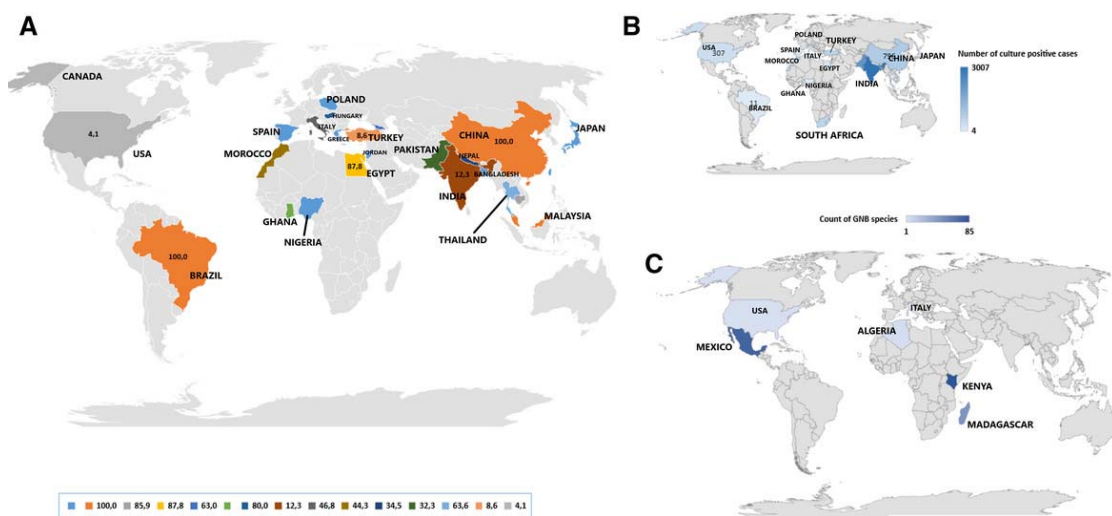 A
CANADA
4,1
USA
POLAND
HUNGARY
ITALY
SPAIN
GREECE
8,6
TURKEY
CHINA
100,0
JAPAN
MOROCCO
JORDAN
PAKISTAN
87,8
EGYPT
NEPAL
12,3
BANGLADESH
INDIA
GHANA
NIGERIA
THAILAND
MALAYSIA
100,0
BRAZIL
100,0 85,9 87,8 63,0 80,0 12,3 46,8 44,3 34,5 32,3 63,6 8,6 4,1
B
USA
307
POLAND
SPAIN
ITALY
TURKEY
MOROCCO
EGYPT
CHINA
JAPAN
INDIA
GHANA
NIGERIA
11
BRAZIL
SOUTH AFRICA
Number of culture positive cases
3007
4
Count of GNB species
1 85
C
USA
ITALY
ALGERIA
MEXICO
KENYA
MADAGASCAR